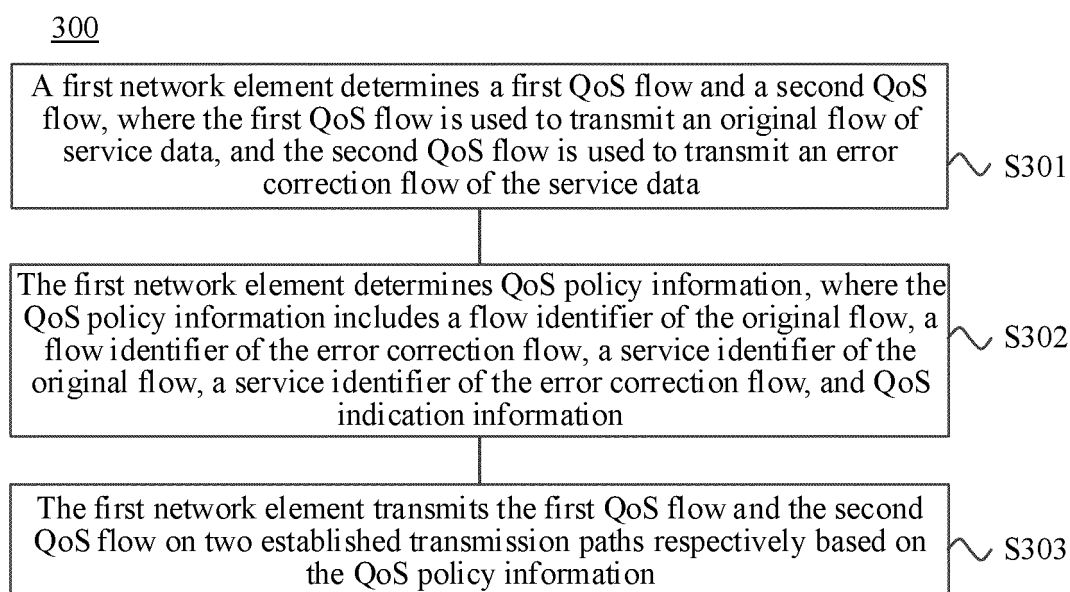 300
A first network element determines a first QoS flow and a second QoS
flow, where the first QoS flow is used to transmit an original flow of
service data, and the second QoS flow is used to transmit an error
correction flow of the service data
S301
The first network element determines QoS policy information, where the
QoS policy information includes a flow identifier of the original flow, a
flow identifier of the error correction flow, a service identifier of the
original flow, a service identifier of the error correction flow, and QoS
indication information
S302
The first network element transmits the first QoS flow and the second
QoS flow on two established transmission paths respectively based on
the QoS policy information
S303